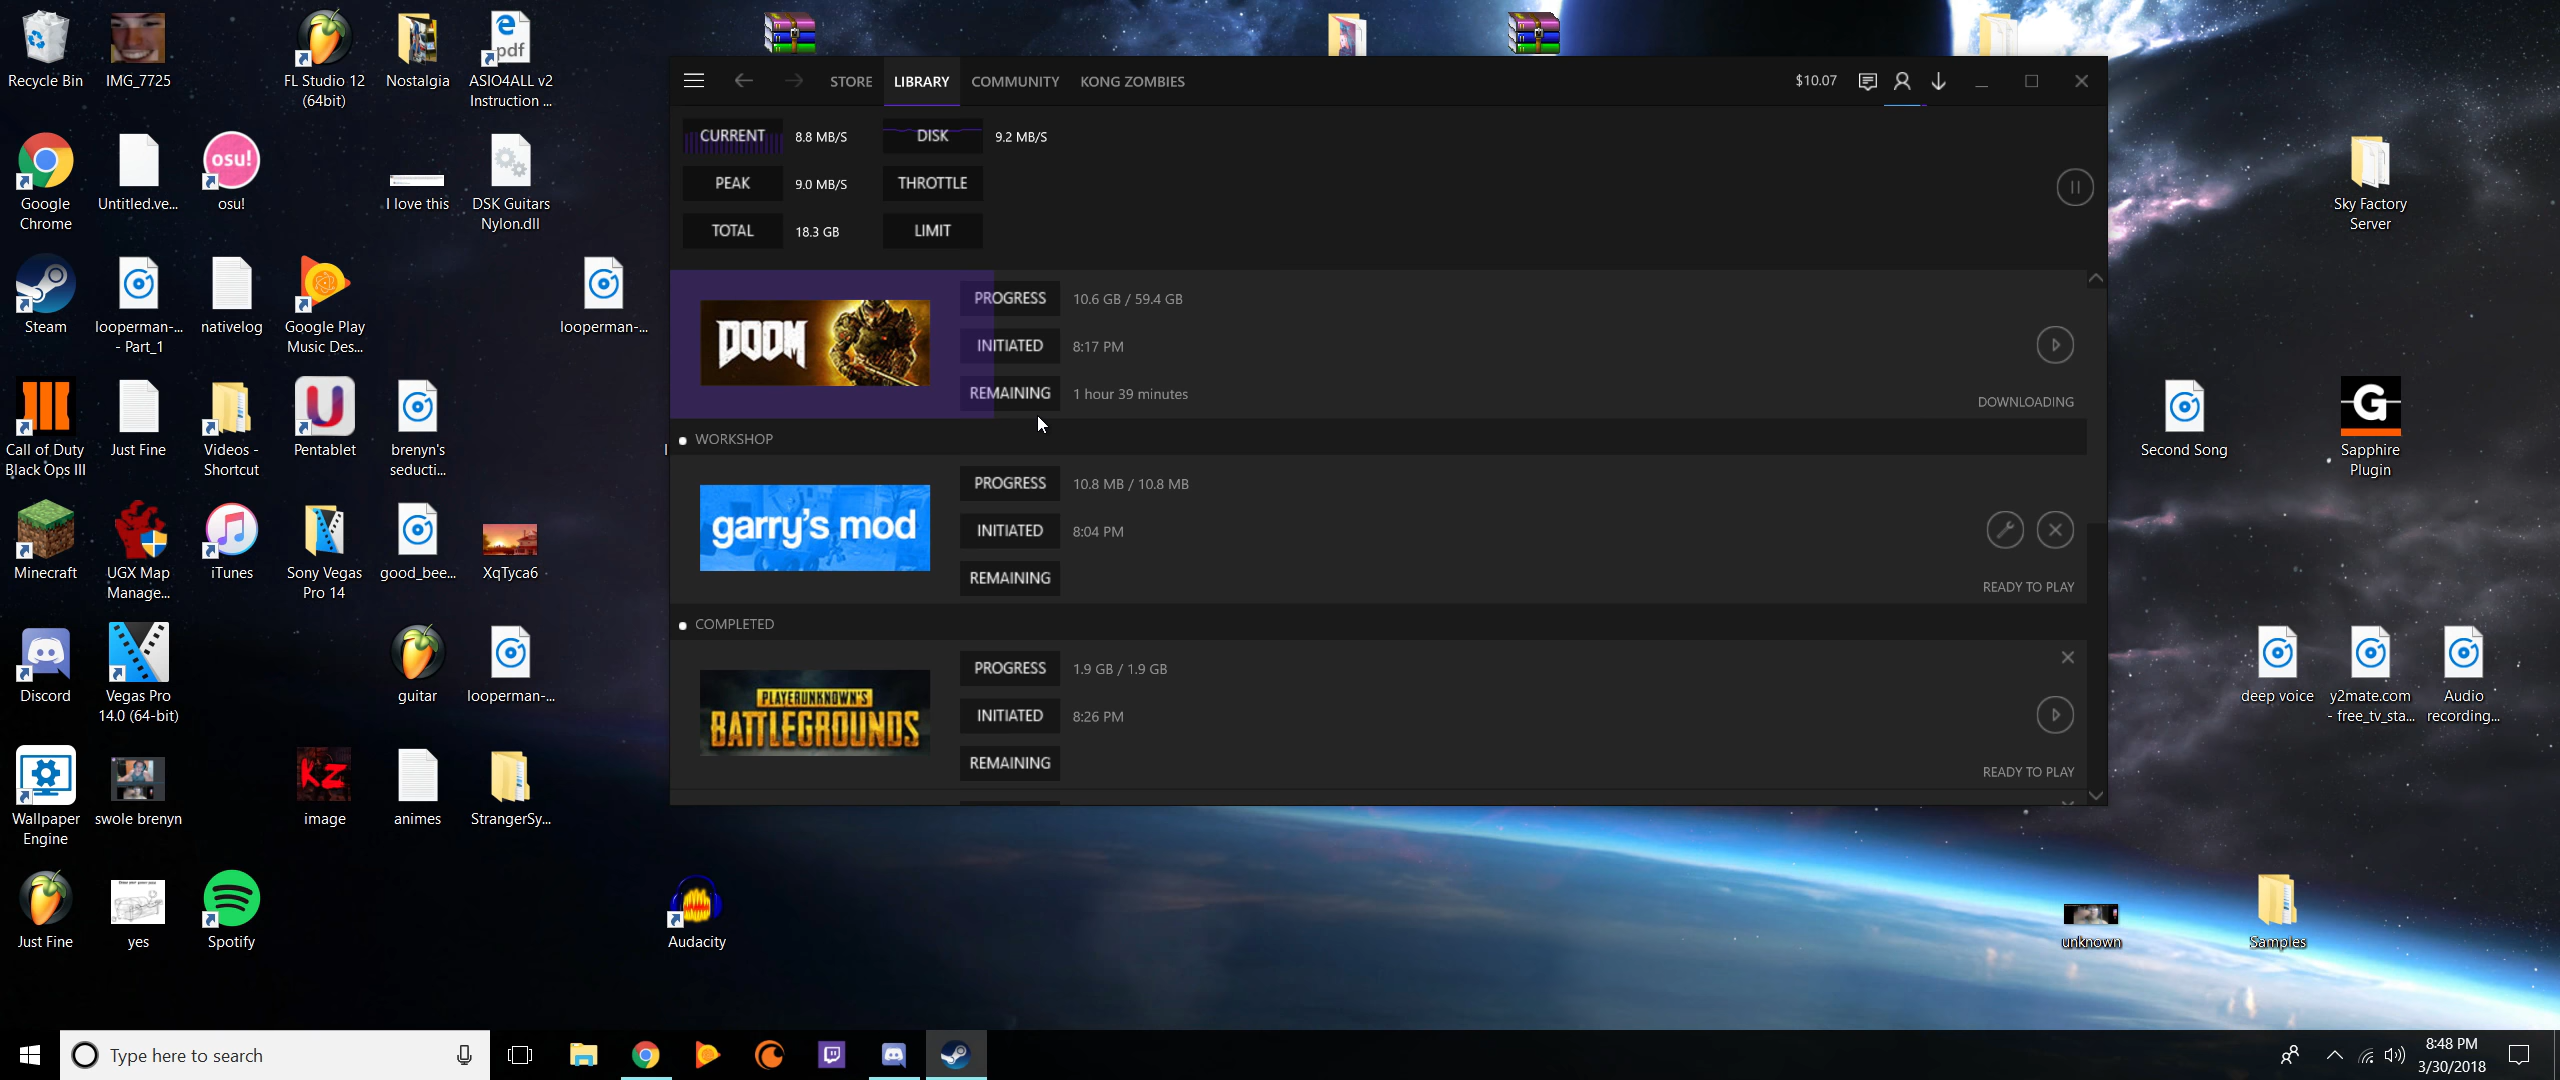 Recycle Bin
IMG_7725
FL Studio 12
(64bit)
Nostalgia
ASIO4ALL v2
Instruction ...
pdf
Google
Chrome
Untitled.ve...
osu!
osu!
I love this
DSK Guitars
Nylon.dll
Steam
looperman-...
- Part_1
nativelog
Google Play
Music Des...
looperman-...
Call of Duty
Black Ops III
Just Fine
Videos -
Shortcut
Pentablet
brenyn's
seducti...
Minecraft
UGX Map
Manage...
iTunes
Sony Vegas
Pro 14
good_bee...
XqTyca6
Discord
Vegas Pro
14.0 (64-bit)
guitar
looperman-...
Wallpaper
Engine
swole brenyn
kz
image
animes
StrangerSy...
Just Fine
yes
Spotify
Audacity
STORE LIBRARY COMMUNITY KONG ZOMBIES
$10.07
CURRENT 8.8 MB/S DISK 9.2 MB/S
PEAK 9.0 MB/S THROTTLE
TOTAL 18.3 GB LIMIT
DOOM
PROGRESS 10.6 GB / 59.4 GB
INITIATED 8:17 PM
REMAINING 1 hour 39 minutes
DOWNLOADING
WORKSHOP
garry's mod
PROGRESS 10.8 MB / 10.8 MB
INITIATED 8:04 PM
REMAINING
READY TO PLAY
COMPLETED
PLAYERUNKNOWN'S
BATTLEGROUNDS
PROGRESS 1.9 GB / 1.9 GB
INITIATED 8:26 PM
REMAINING
READY TO PLAY
Sky Factory
Server
Second Song
G
Sapphire
Plugin
deep voice
y2mate.com
- free_tv_sta...
Audio
recording...
unknown
Samples
Type here to search
8:48 PM
3/30/2018